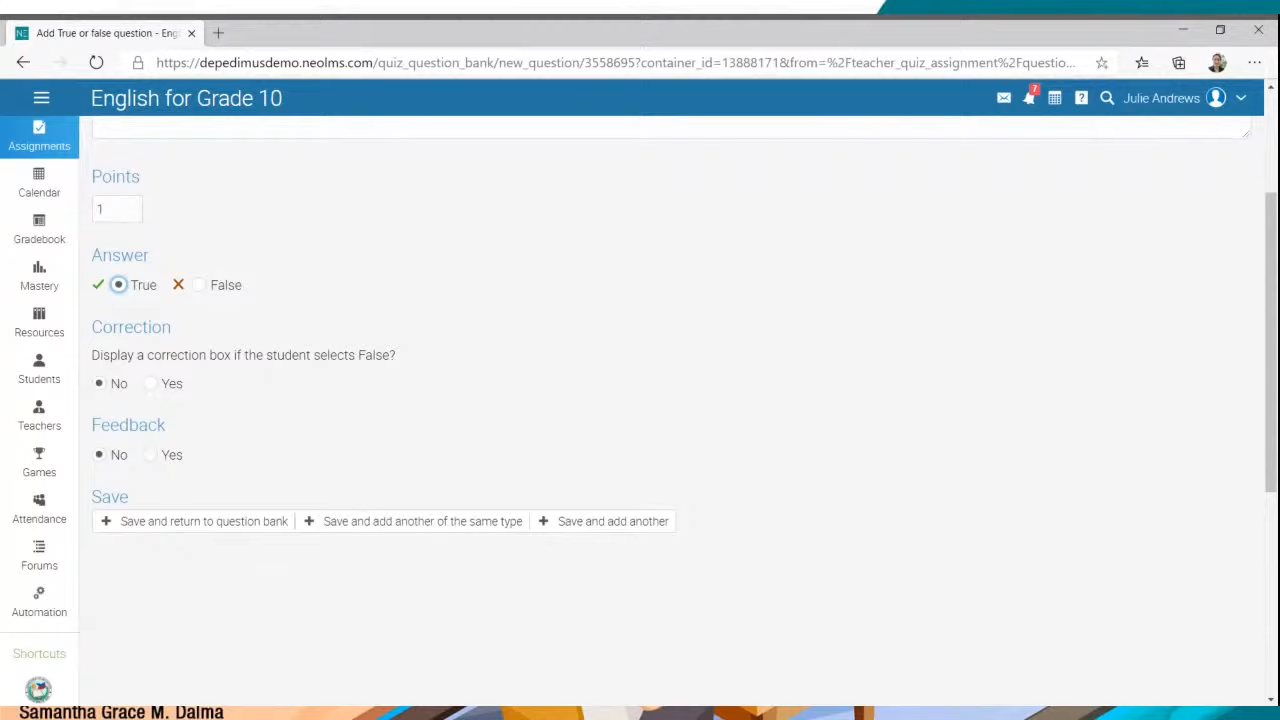 Add True or false question - Eng
https://depedimusdemo.neolms.com/quiz_question_bank/new_question/3558695?container_id=13888171&from=%2Fteacher_quiz_assignment%2Fquestio...
English for Grade 10
7
Julie Andrews
Assignments
Calendar
Gradebook
Mastery
Resources
Students
Teachers
Games
Attendance
Forums
Automation
Shortcuts
Points
1
Answer
True False
Correction
Display a correction box if the student selects False?
No Yes
Feedback
No Yes
Save
Save and return to question bank Save and add another of the same type Save and add another
Samantha Grace M. Dalma